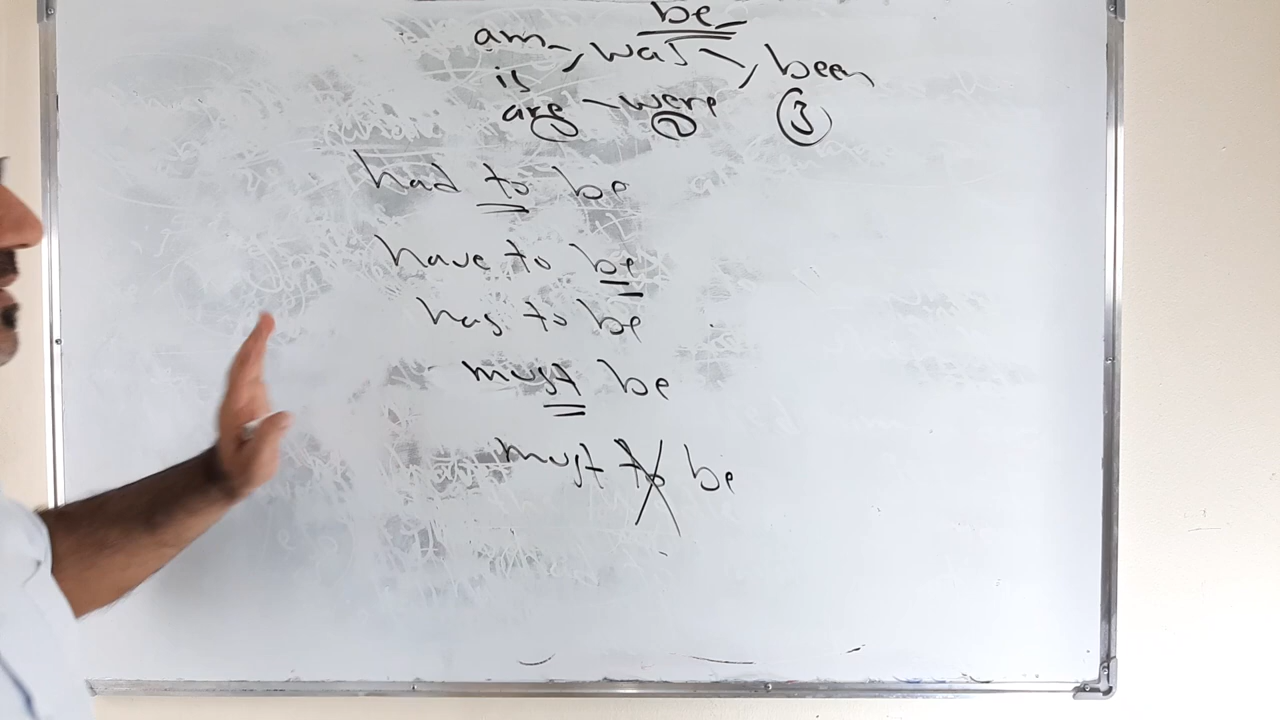 be
am, was, been
is
are - were
① ② ③
had to be
have to be
has to be
must be
must to be